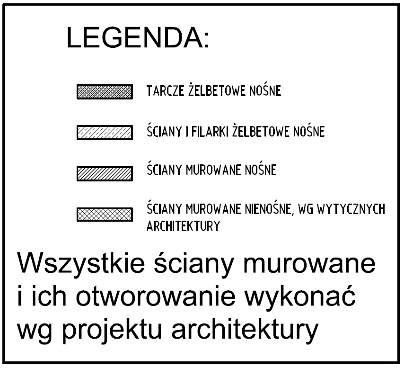 LEGENDA:
TARCZE ŻELBETOWE NOŚNE
ŚCIANY I FILARKI ŻELBETOWE NOŚNE
ŚCIANY MUROWANE NOŚNE
ŚCIANY MUROWANE NIENOŚNE, WG WYTYCZNYCH
ARCHITEKTURY
Wszystkie ściany murowane
i ich otworowanie wykonać
wg projektu architektury